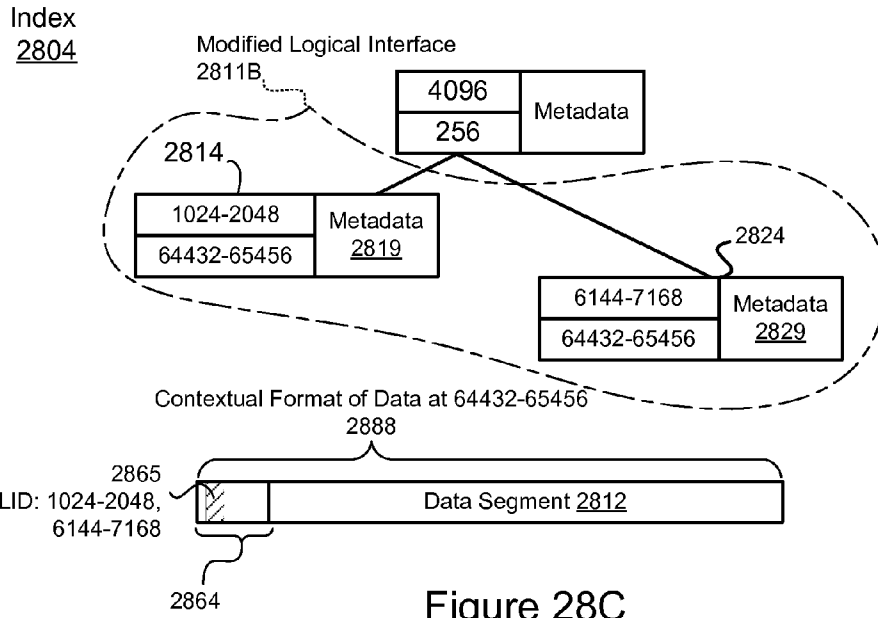 Index
2804
Modified Logical Interface
2811B
4096
256
Metadata
2814
1024-2048
64432-65456
Metadata
2819
2824
6144-7168
64432-65456
Metadata
2829
Contextual Format of Data at 64432-65456
2888
2865
LID: 1024-2048,
6144-7168
Data Segment 2812
2864
Figure 28C